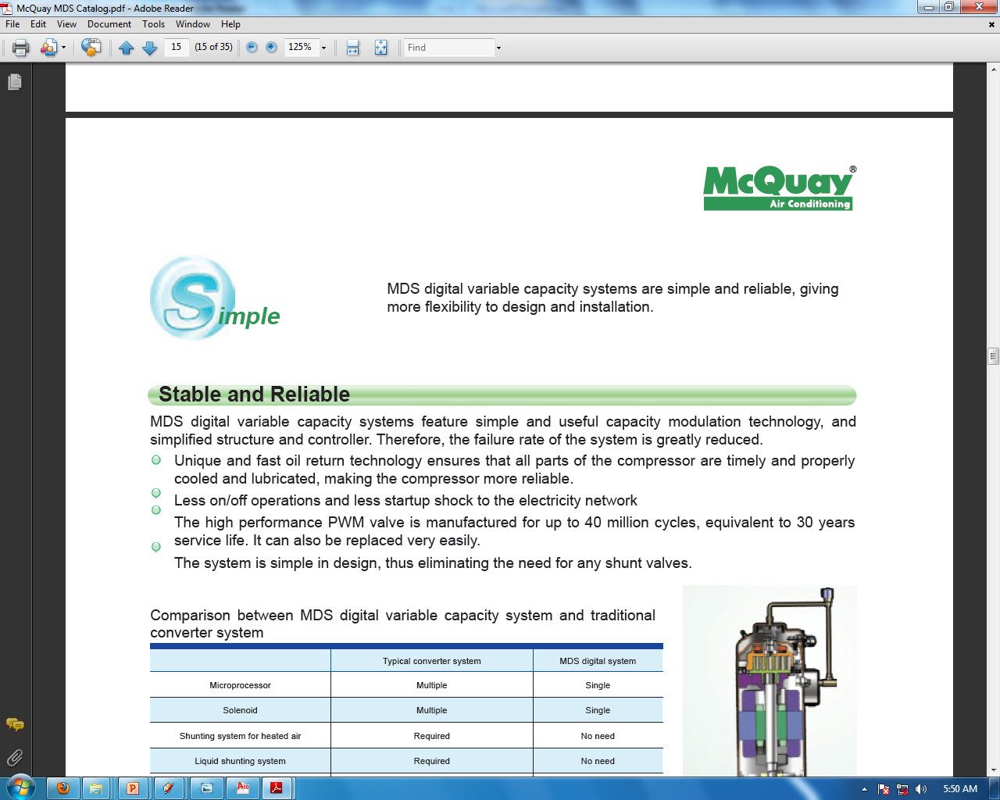 McQuay MDS Catalog.pdf - Adobe Reader
File Edit View Document Tools Window Help
15 (15 of 35) 125% Find
McQuay®
Air Conditioning
Simple
MDS digital variable capacity systems are simple and reliable, giving
more flexibility to design and installation.
Stable and Reliable
MDS digital variable capacity systems feature simple and useful capacity modulation technology, and
simplified structure and controller. Therefore, the failure rate of the system is greatly reduced.
Unique and fast oil return technology ensures that all parts of the compressor are timely and properly
cooled and lubricated, making the compressor more reliable.
Less on/off operations and less startup shock to the electricity network
The high performance PWM valve is manufactured for up to 40 million cycles, equivalent to 30 years
service life. It can also be replaced very easily.
The system is simple in design, thus eliminating the need for any shunt valves.
Comparison between MDS digital variable capacity system and traditional
converter system
Typical converter system MDS digital system
Microprocessor Multiple Single
Solenoid Multiple Single
Shunting system for heated air Required No need
Liquid shunting system Required No need
5:50 AM